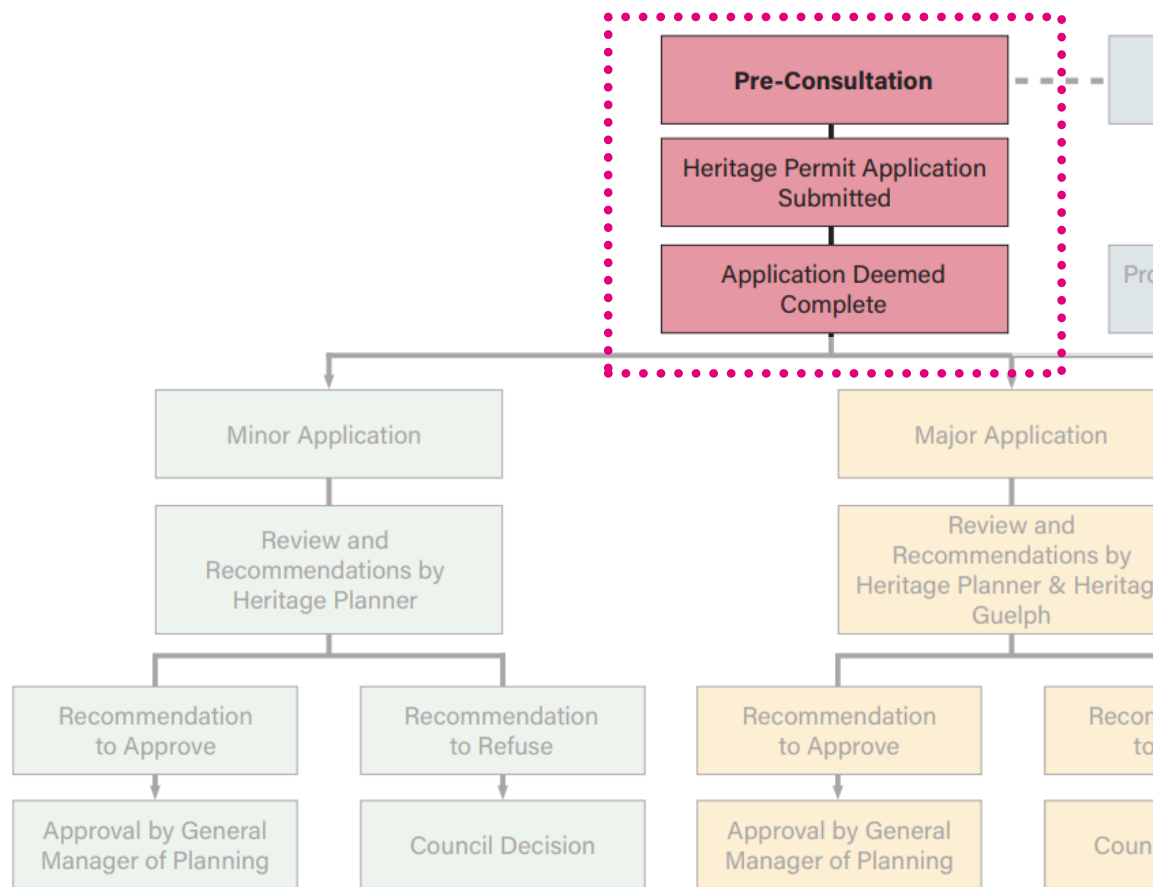 Pre-Consultation
Heritage Permit Application
Submitted
Application Deemed
Complete
Minor Application
Major Application
Review and
Recommendations by
Heritage Planner
Review and
Recommendations by
Heritage Planner & Heritag
Guelph
Recommendation
to Approve
Recommendation
to Refuse
Recommendation
to Approve
to
Approval by General
Manager of Planning
Council Decision
Approval by General
Manager of Planning